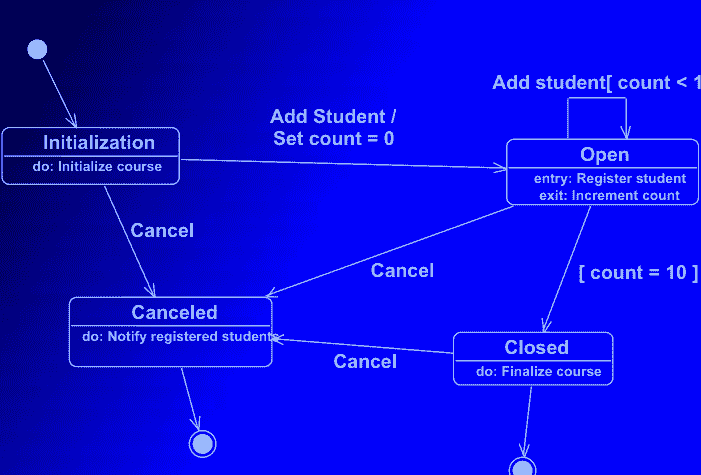 Add student[ count < 1
Add Student /
Set count = 0
Initialization
do: Initialize course
Open
entry: Register student
exit: Increment count
Cancel
Cancel
[ count = 10 ]
Canceled
do: Notify registered students
Closed
do: Finalize course
Cancel